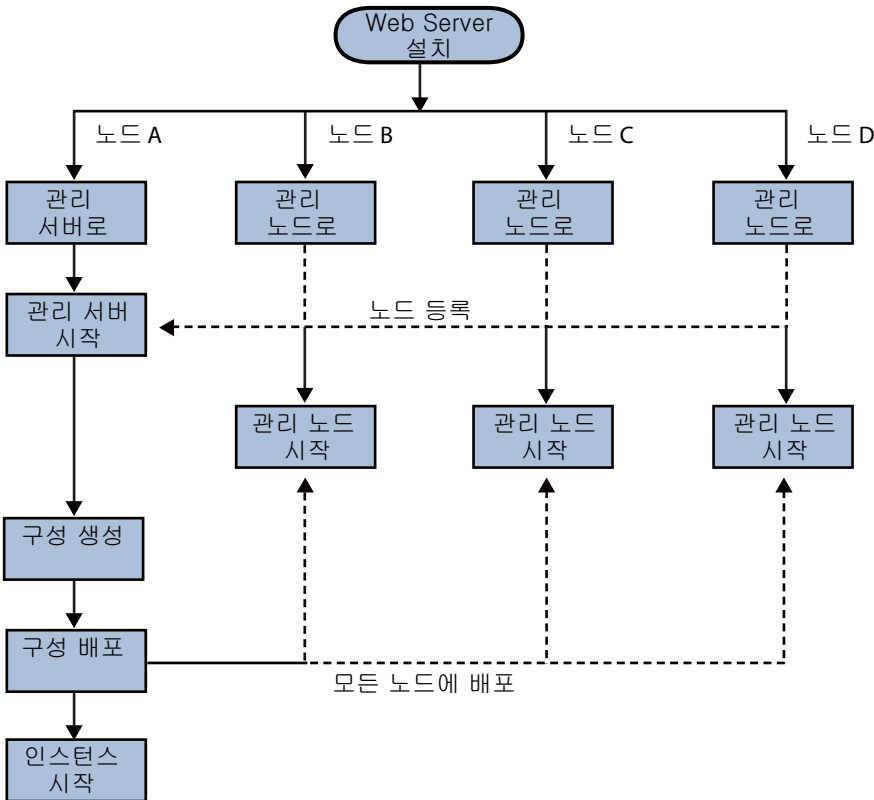 Web Server
설치
노드 A
노드 B
노드 C
노드 D
관리
서버로
관리
노드로
관리
노드로
관리
노드로
관리 서버
시작
노드 등록
관리 노드
시작
관리 노드
시작
관리 노드
시작
구성 생성
구성 배포
모든 노드에 배포
인스턴스
시작